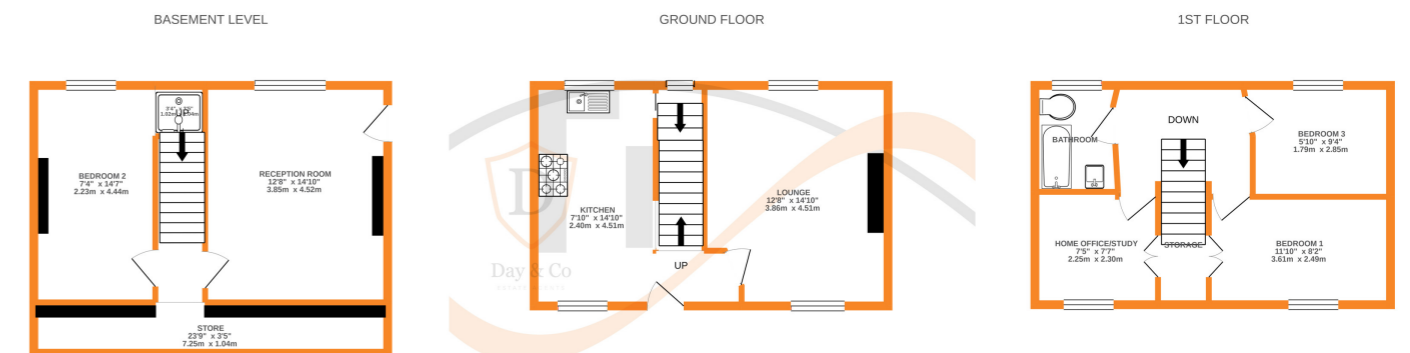 BASEMENT LEVEL
GROUND FLOOR
1ST FLOOR
BEDROOM 2
7'4" x 14'7"
2.23m x 4.44m
RECEPTION ROOM
12'8" x 14'10"
3.85m x 4.52m
STORE
23'9" x 3'5"
7.25m x 1.04m
KITCHEN
7'10" x 14'10"
2.40m x 4.51m
UP
LOUNGE
12'8" x 14'10"
3.86m x 4.51m
D
Day & Co
ESTATE AGENTS
BATHROOM
DOWN
BEDROOM 3
5'10" x 9'4"
1.79m x 2.85m
HOME OFFICE/STUDY
7'5" x 7'7"
2.25m x 2.30m
STORAGE
BEDROOM 1
11'10" x 8'2"
3.61m x 2.49m